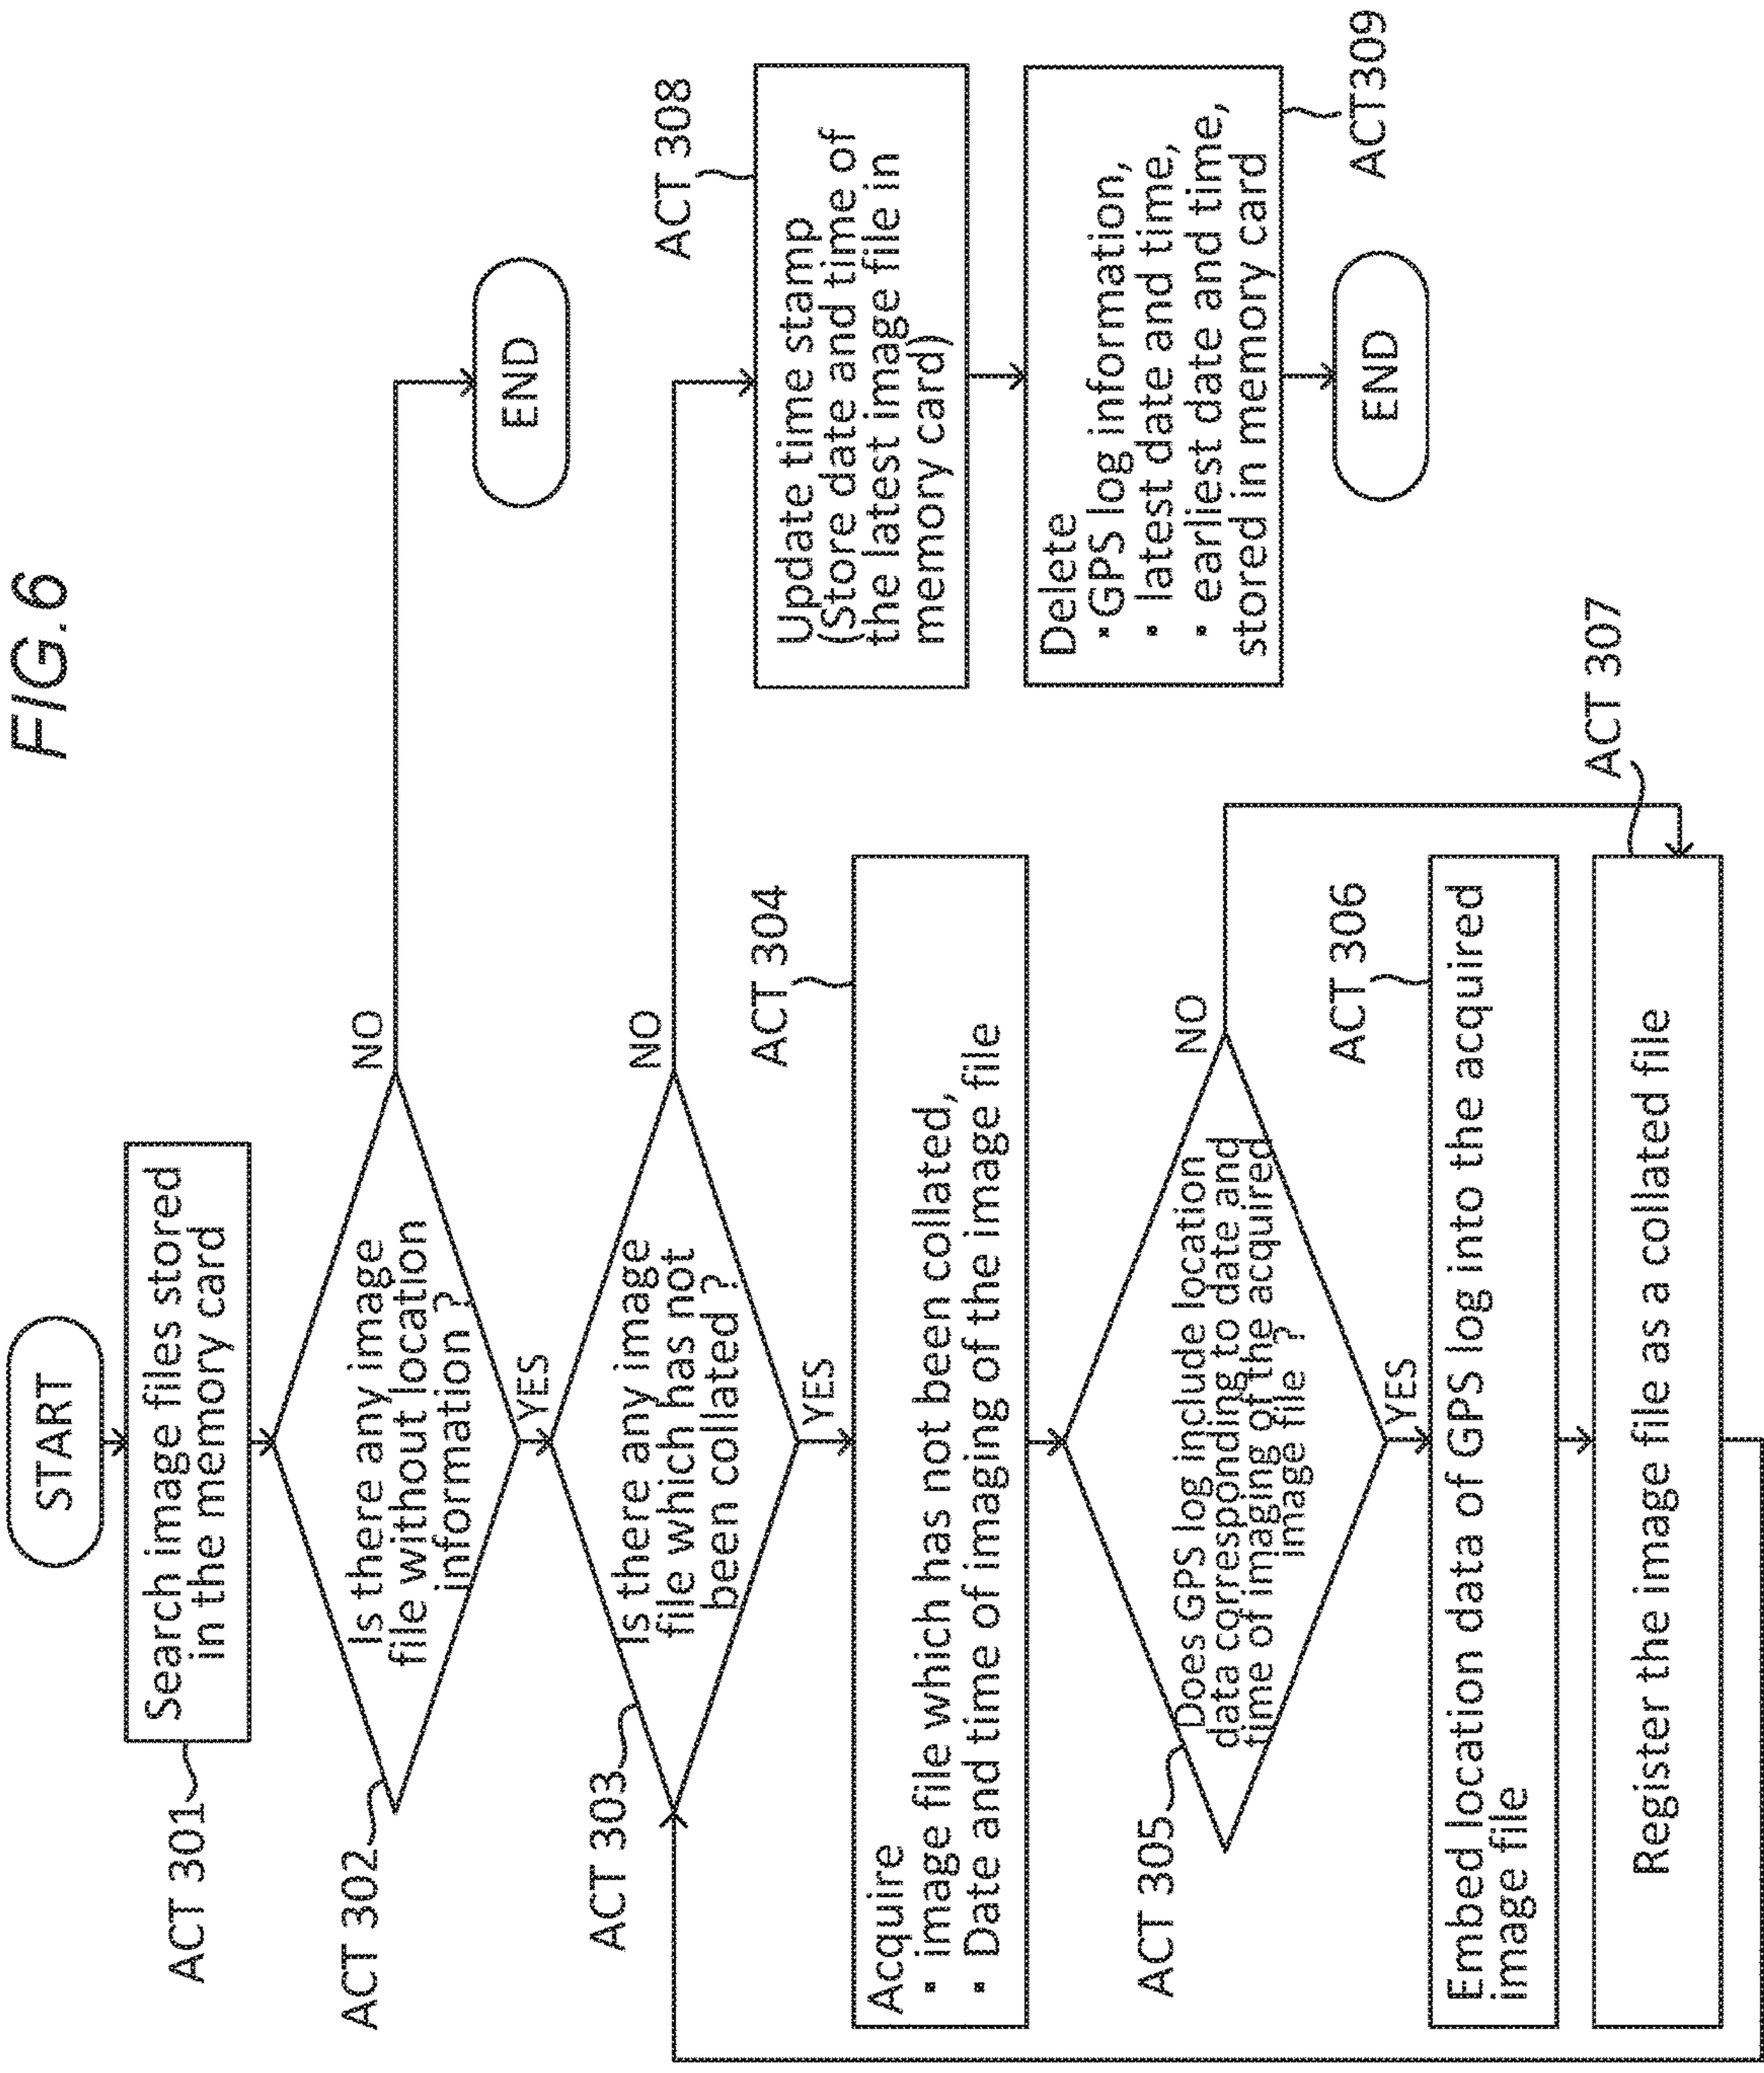 FIG.6
START
Search image files stored
in the memory card
ACT 301
Is there any image
file without location
information ?
ACT 302
NO
END
YES
Is there any image
file which has not
been collated ?
ACT 303
NO
YES
ACT 308
Update time stamp
(Store date and time of
the latest image file in
memory card)
Delete
▪ GPS log information,
▪ latest date and time,
▪ earliest date and time,
stored in memory card
ACT309
END
ACT 304
Acquire
▪ image file which has not been collated,
▪ Date and time of imaging of the image file
Does GPS log include location
data corresponding to date and
time of imaging of the acquired
image file ?
ACT 305
NO
YES
ACT 306
Embed location data of GPS log into the acquired
image file
ACT 307
Register the image file as a collated file